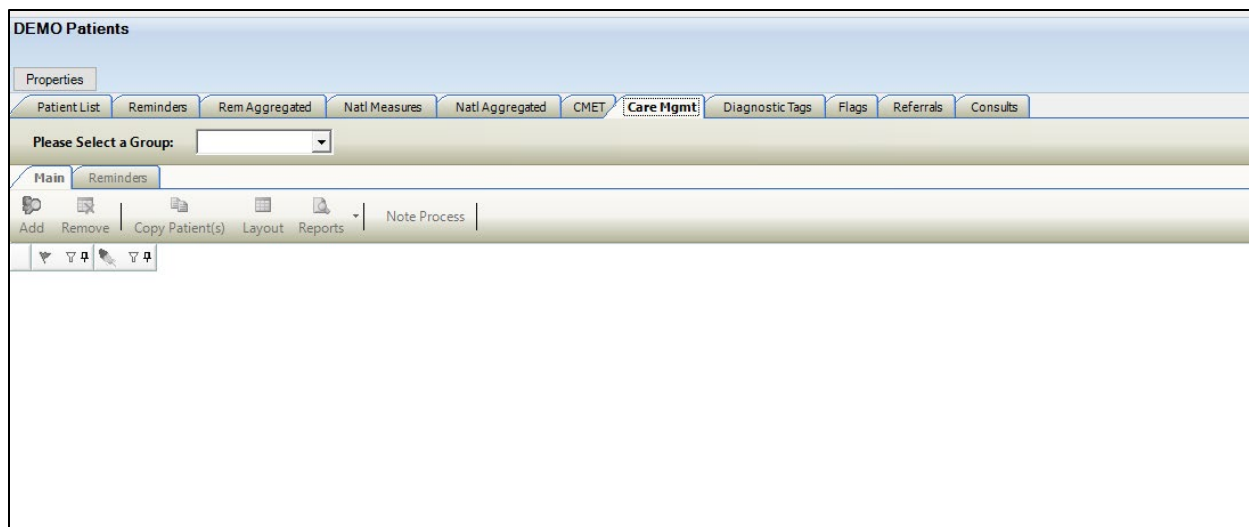 DEMO Patients
Properties
Patient List Reminders Rem Aggregated Natl Measures Natl Aggregated CMET Care Mgmt Diagnostic Tags Flags Referrals Consults
Please Select a Group:
Main Reminders
Add Remove Copy Patient(s) Layout Reports Note Process